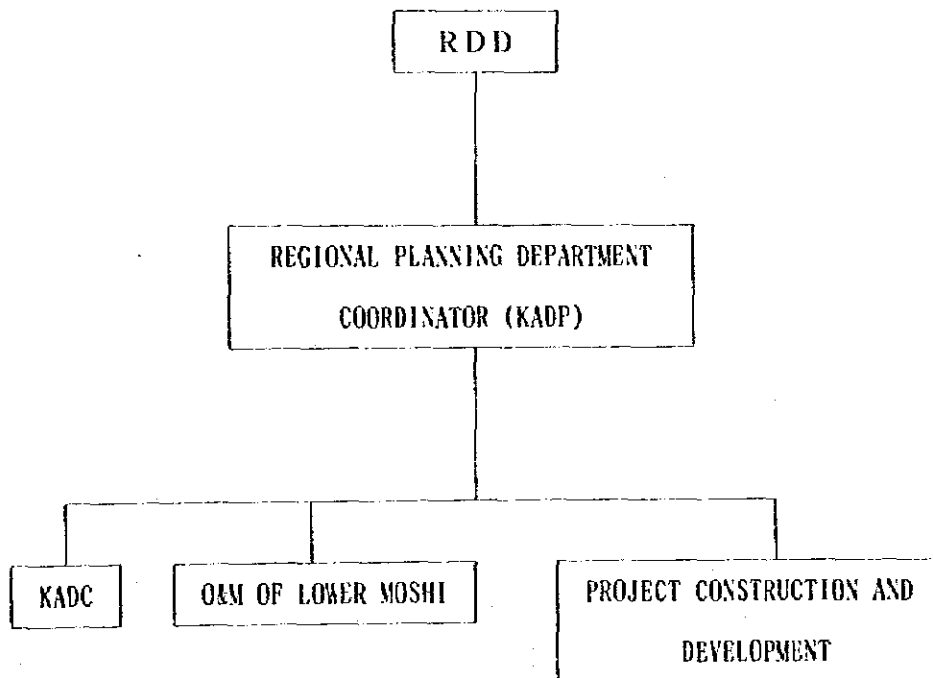 RDD
REGIONAL PLANNING DEPARTMENT
COORDINATOR (KADP)
KADC
O&M OF LOWER MOSHI
PROJECT CONSTRUCTION AND
DEVELOPMENT